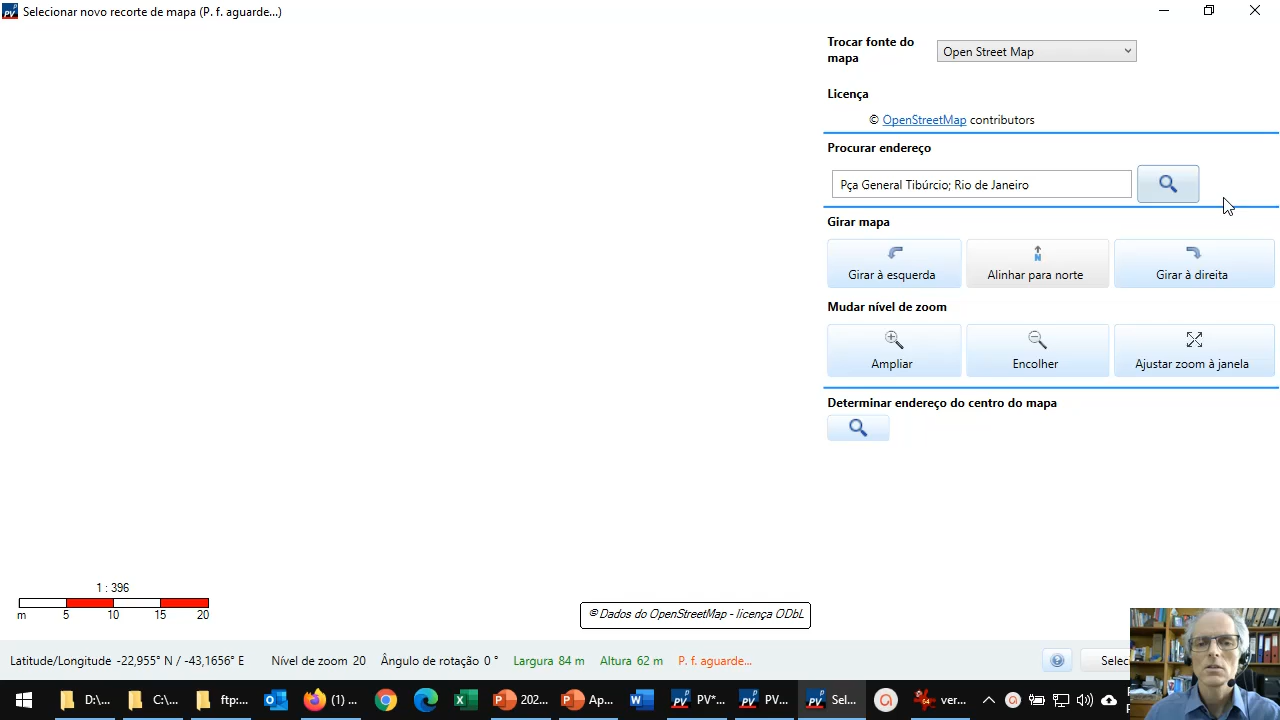 Selecionar novo recorte de mapa (P. f. aguarde...)
Trocar fonte do mapa
Open Street Map
Licença
© OpenStreetMap contributors
Procurar endereço
Pça General Tibúrcio; Rio de Janeiro
Girar mapa
Girar à esquerda
N
Alinhar para norte
Girar à direita
Mudar nível de zoom
Ampliar
Encolher
Ajustar zoom à janela
Determinar endereço do centro do mapa
1 : 396
m 5 10 15 20
© Dados do OpenStreetMap - licença ODbL
Latitude/Longitude -22,955° N / -43,1656° E Nível de zoom 20 Ângulo de rotação 0 ° Largura 84 m Altura 62 m P. f. aguarde...
Selec
D:\... C:\... ftp:... (1) ... 202... Ap... PV*... PV... Sel... ver...